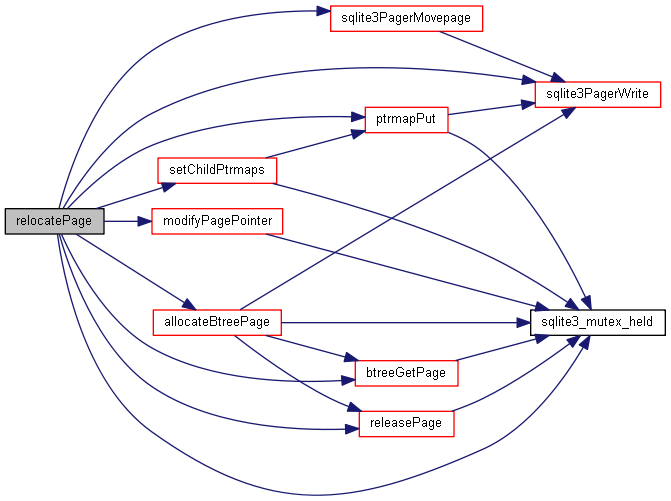 sqlite3PagerMovepage
sqlite3PagerWrite
ptrmapPut
setChildPtrmaps
relocatePage
modifyPagePointer
allocateBtreePage
sqlite3_mutex_held
btreeGetPage
releasePage